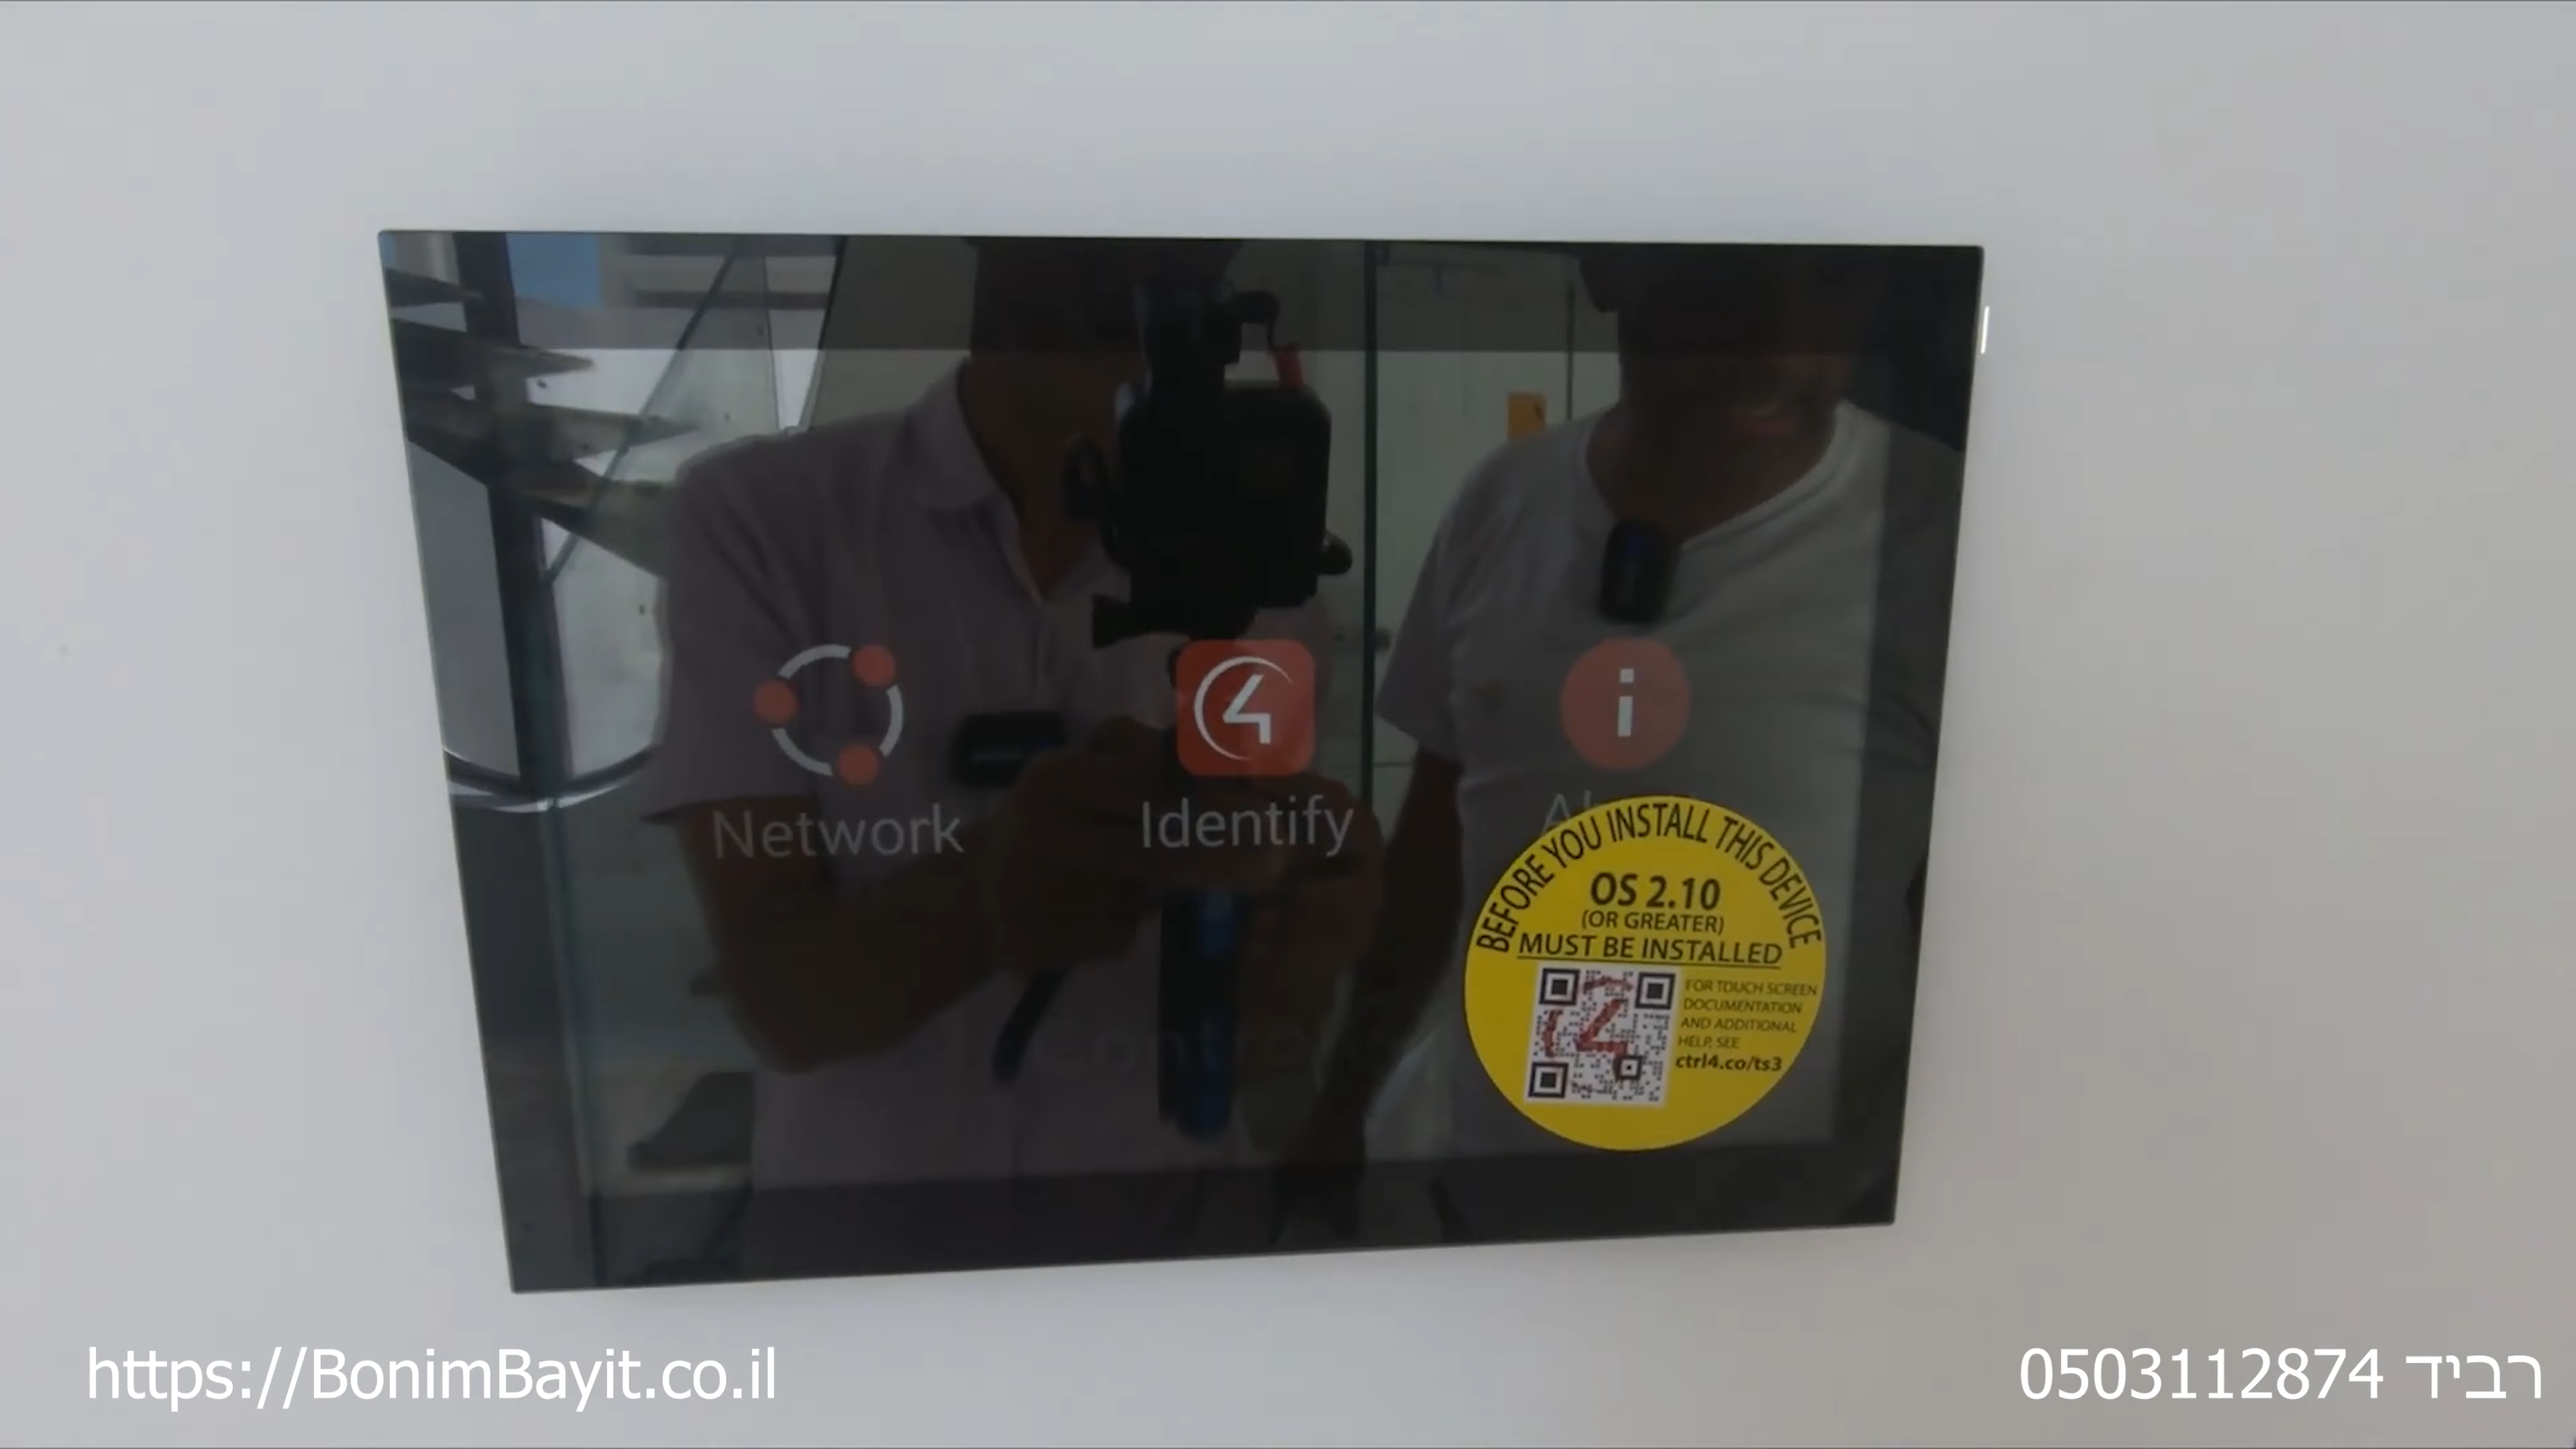 Network
Identify
BEFORE YOU INSTALL THIS DEVICE
OS 2.10
(OR GREATER)
MUST BE INSTALLED
FOR TOUCH SCREEN
DOCUMENTATION
AND ADDITIONAL
HELP, SEE
ctrl4.co/ts3
https://BonimBayit.co.il
רביד 0503112874